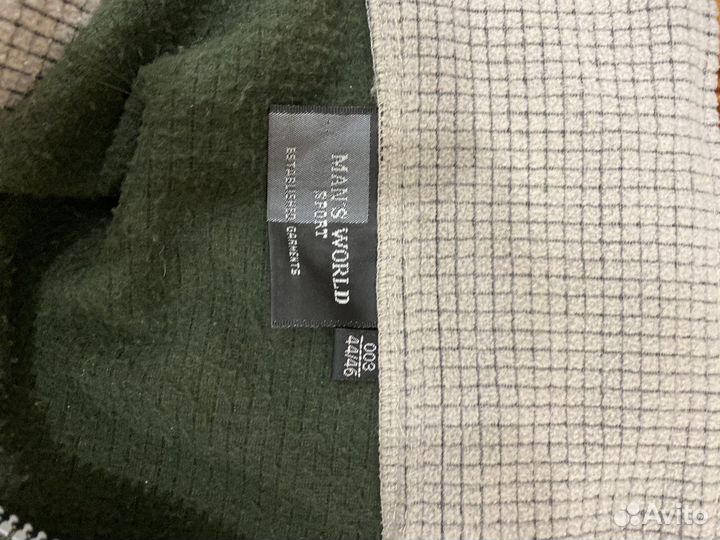 MAN'S WORLD
SPORT
ESTABLISHED GARMENTS
003
44/46
Avito